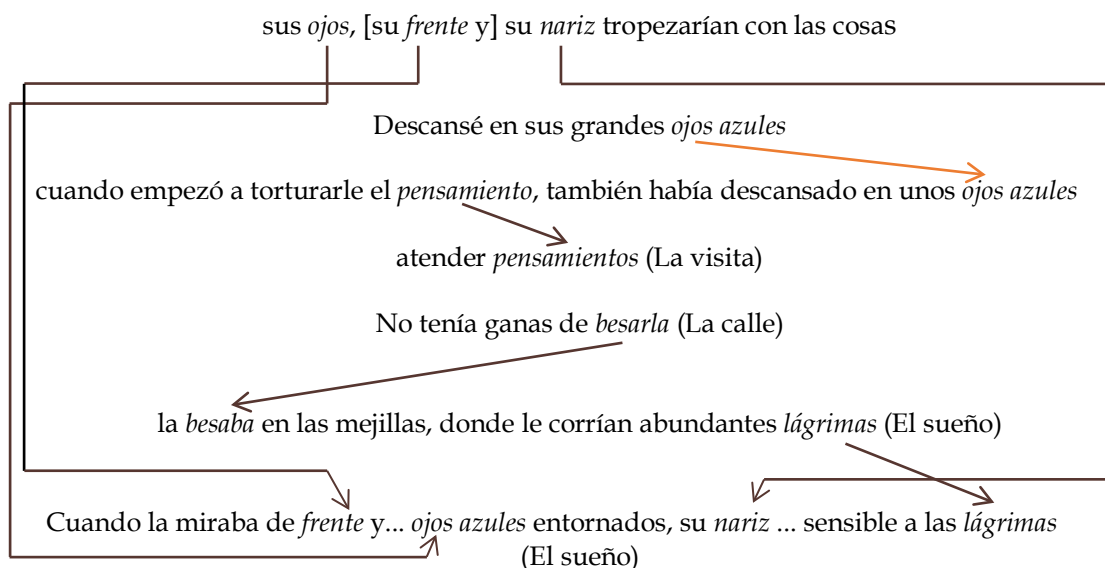 sus ojos, [su frente y] su nariz tropezarían con las cosas
Descansé en sus grandes ojos azules
cuando empezó a torturarle el pensamiento, también había descansado en unos ojos azules
atender pensamientos (La visita)
No tenía ganas de besarla (La calle)
la besaba en las mejillas, donde le corrían abundantes lágrimas (El sueño)
Cuando la miraba de frente y... ojos azules entornados, su nariz ... sensible a las lágrimas
(El sueño)